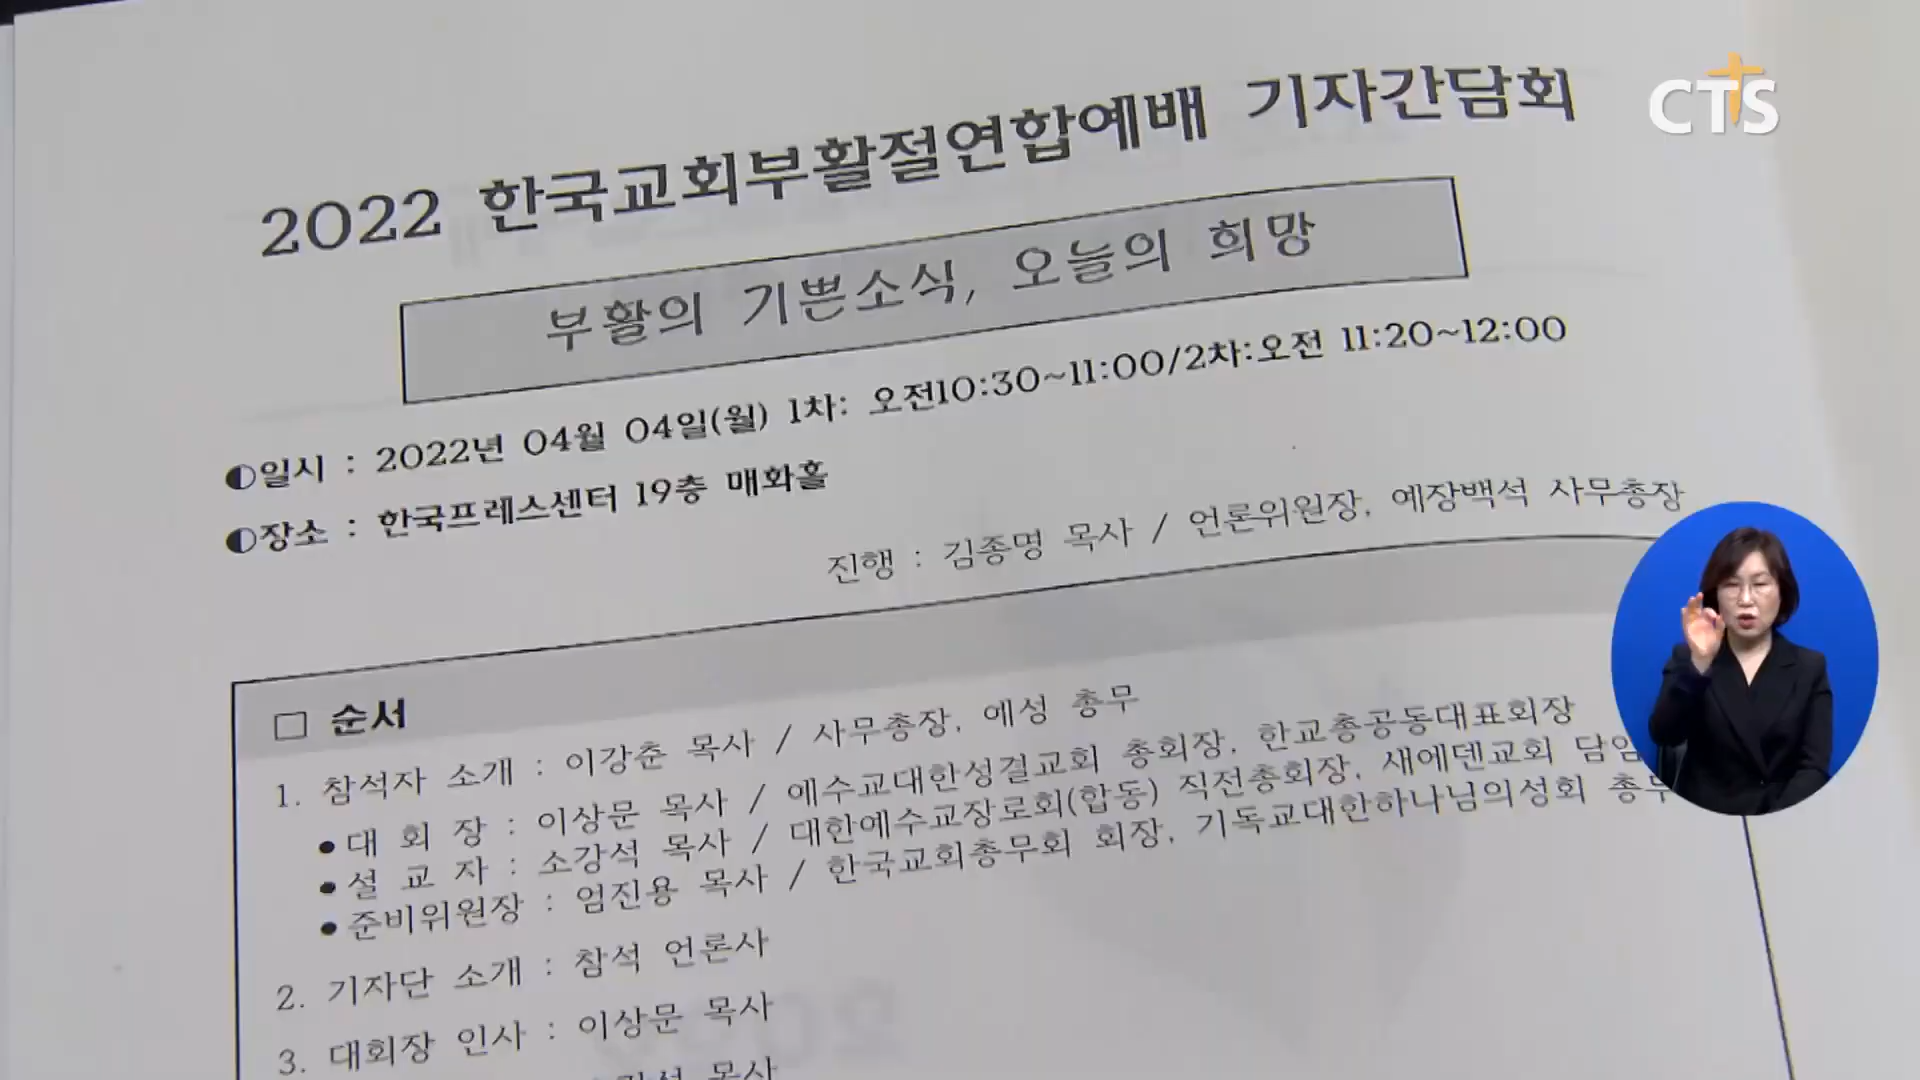 CTS
2022 한국교회부활절연합예배 기자간담회
부활의 기쁜소식, 오늘의 희망
◐일시 : 2022년 04월 04일(월) 1차: 오전10:30~11:00/2차:오전 11:20~12:00
◐장소 : 한국프레스센터 19층 매화홀
진행 : 김종명 목사 / 언론위원장, 예장백석 사무총장
□ 순서
1. 참석자 소개 : 이강춘 목사 / 사무총장, 예성 총무
● 대 회 장 : 이상문 목사 / 예수교대한성결교회 총회장, 한교총공동대표회장
● 설 교 자 : 소강석 목사 / 대한예수교장로회(합동) 직전총회장, 새에덴교회 담임
● 준비위원장 : 엄진용 목사 / 한국교회총무회 회장, 기독교대한하나님의성회 총무
2. 기자단 소개 : 참석 언론사
3. 대회장 인사 : 이상문 목사
목사